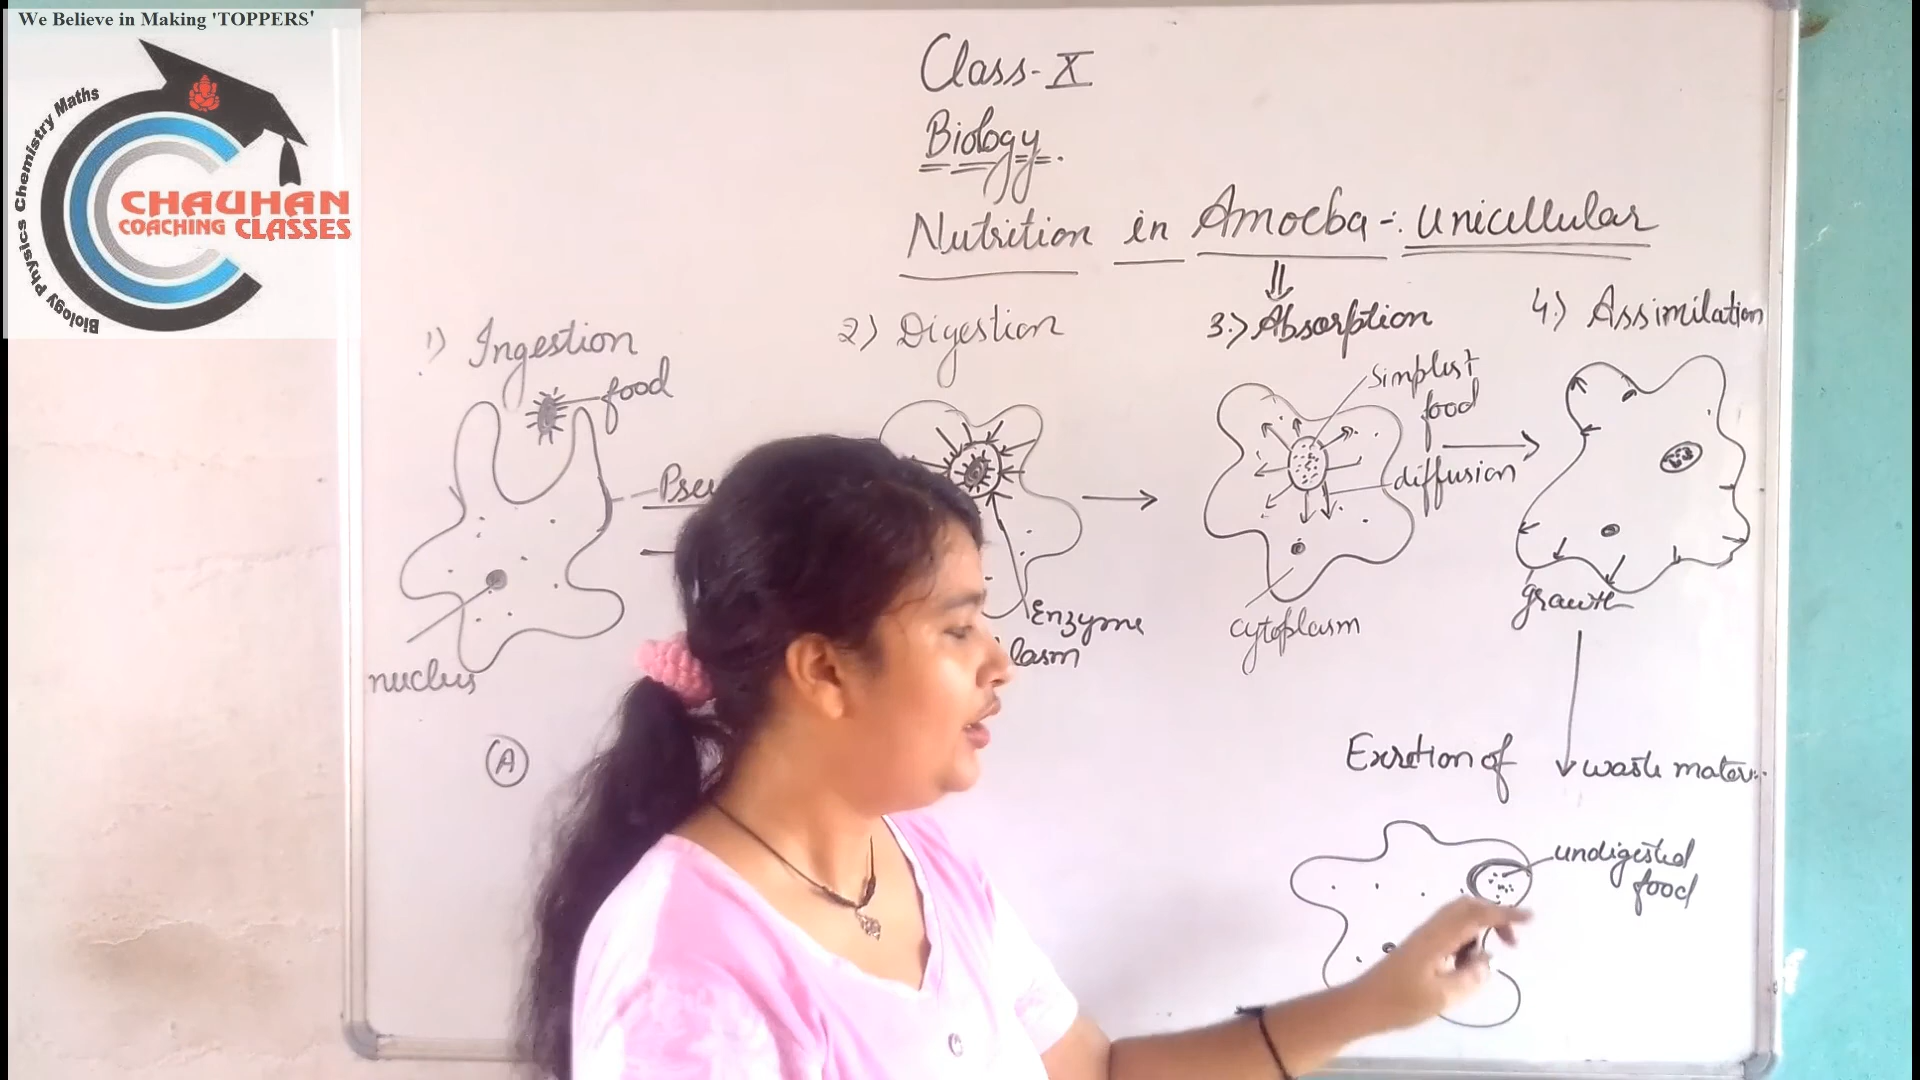 We Believe in Making 'TOPPERS'
Biology Physics Chemistry Maths
CHAUHAN
COACHING CLASSES
Class-X
Biology.
Nutrition in Amoeba-: unicellular
1) Ingestion
food
nucleus
A
2) Digestion
Enzyme
3.) Absorption
simplest
food
diffusion
cytoplasm
4.) Assimilation
growth
Exretion of
waste mater..
undigested
food